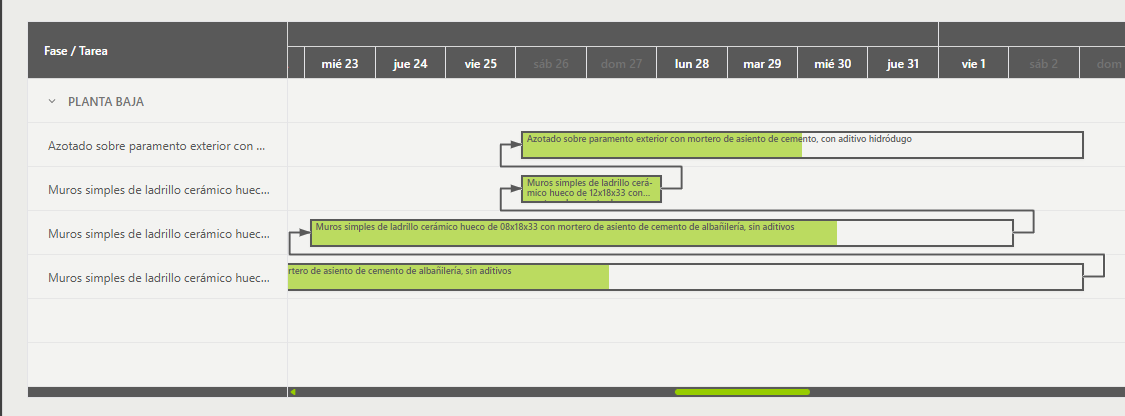 Fase / Tarea
mié 23 jue 24 vie 25 sáb 26 dom 27 lun 28 mar 29 mié 30 jue 31 vie 1 sáb 2 dom
PLANTA BAJA
Azotado sobre paramento exterior con ...
Azotado sobre paramento exterior con mortero de asiento de cemento, con aditivo hidródugo
Muros simples de ladrillo cerámico huec...
Muros simples de ladrillo cerá-
mico hueco de 12x18x33 con...
Muros simples de ladrillo cerámico huec...
Muros simples de ladrillo cerámico hueco de 08x18x33 con mortero de asiento de cemento de albañilería, sin aditivos
Muros simples de ladrillo cerámico huec...
rtero de asiento de cemento de albañilería, sin aditivos